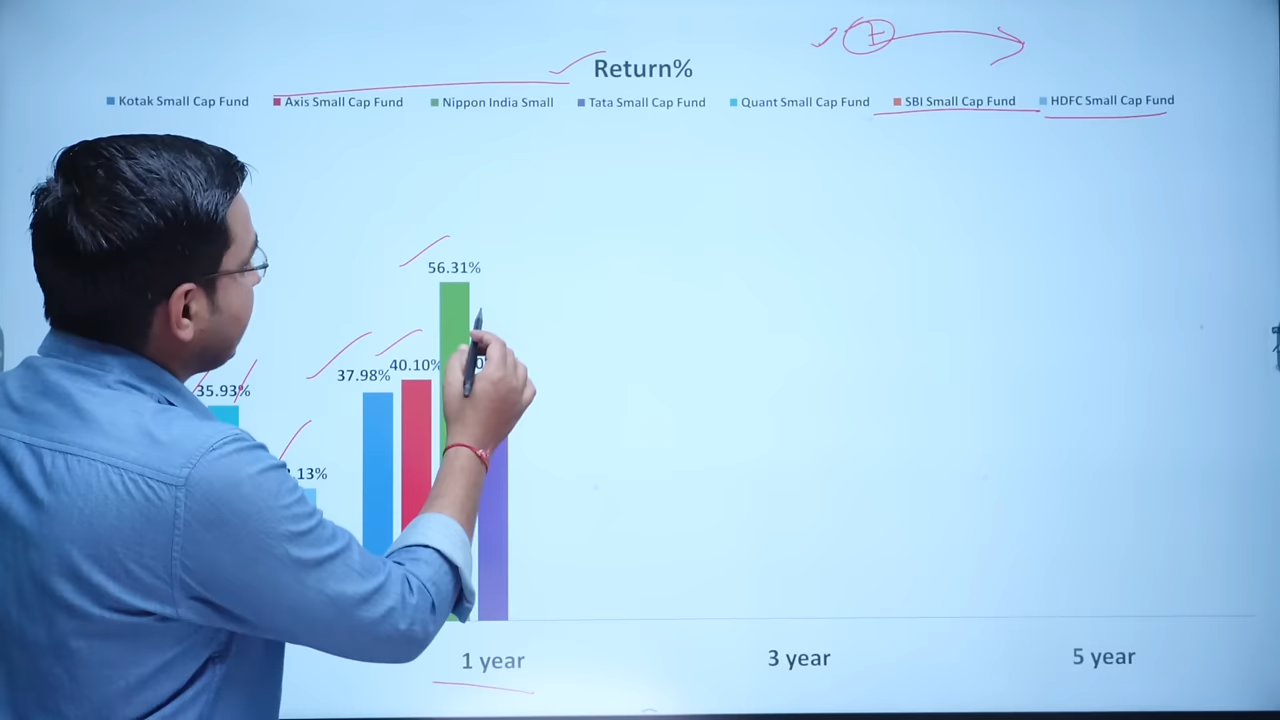 Return%
Kotak Small Cap Fund Axis Small Cap Fund Nippon India Small Tata Small Cap Fund Quant Small Cap Fund SBI Small Cap Fund HDFC Small Cap Fund
56.31%
40.10%
37.98%
35.93%
.13%
1 year 3 year 5 year